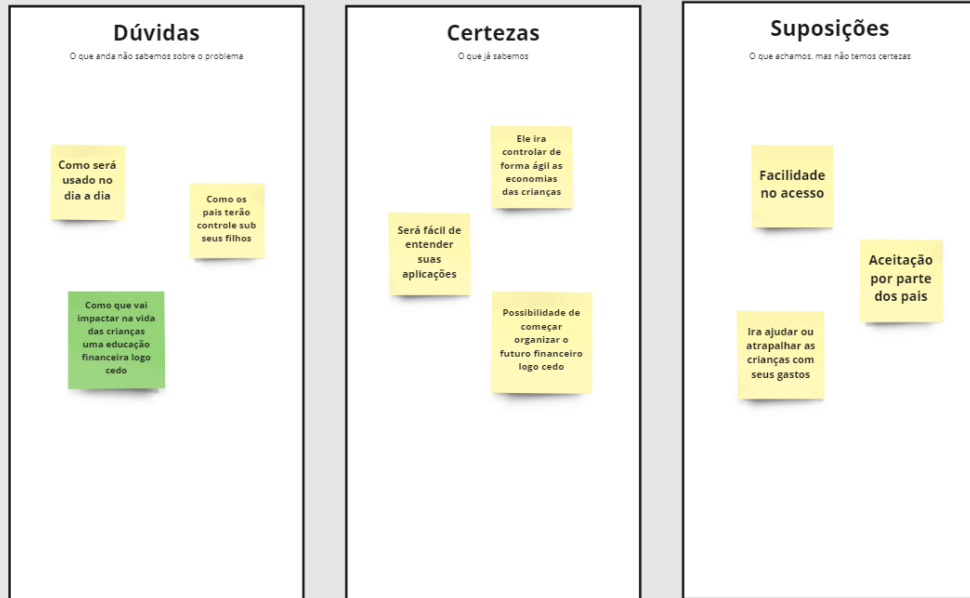 Dúvidas
O que anda não sabemos sobre o problema
Como será
usado no
dia a dia
Como os
pais terão
controle sub
seus filhos
Como que vai
impactar na vida
das crianças
uma educação
financeira logo
cedo
Certezas
O que já sabemos
Ele ira
controlar de
forma ágil as
economias
das crianças
Será fácil de
entender
suas
aplicações
Possibilidade de
começar
organizar o
futuro financeiro
logo cedo
Suposições
O que achamos, mas não temos certezas
Facilidade
no acesso
Aceitação
por parte
dos pais
Ira ajudar ou
atrapalhar as
crianças com
seus gastos